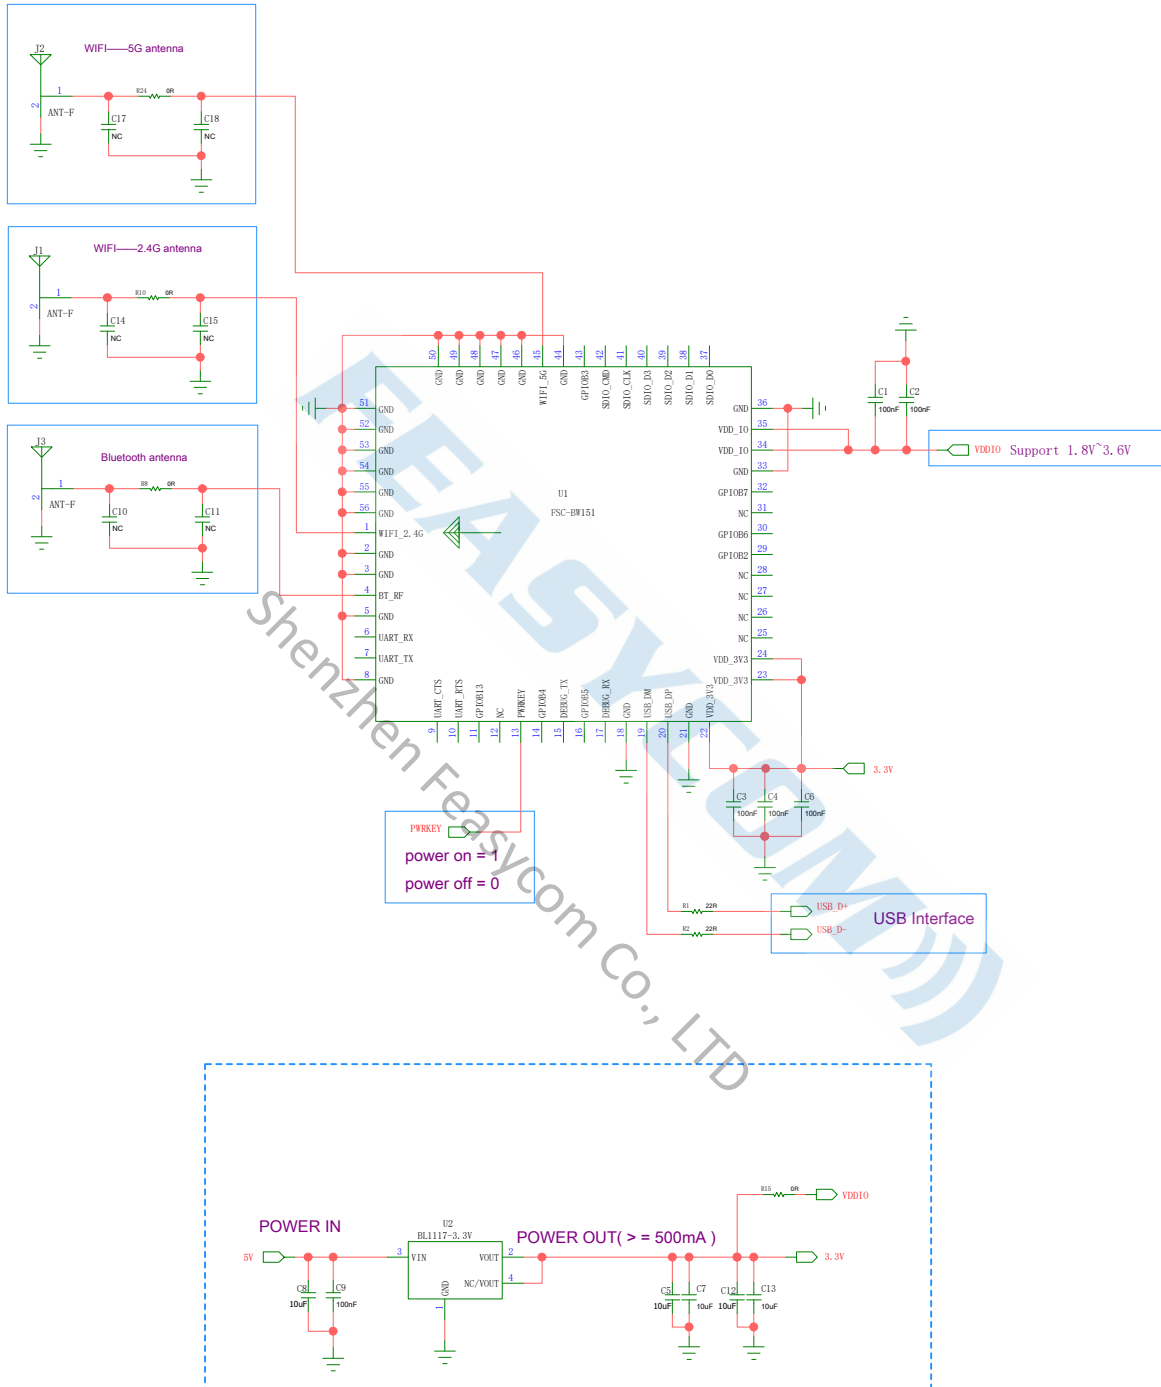 J2
WIFI——5G antenna
1
R24 0R
2
ANT-F
C17
NC
C18
NC
J1
WIFI——2.4G antenna
1
R10 0R
2
ANT-F
C14
NC
C15
NC
J3
Bluetooth antenna
1
R8 0R
2
ANT-F
C10
NC
C11
NC
50 49 48 47 46 45 44 43 42 41 40 39 38 37
GND GND GND GND GND WIFI_5G GND GPIOB3 SDIO_CMD SDIO_CLK SDIO_D3 SDIO_D2 SDIO_D1 SDIO_D0
51 GND
52 GND
53 GND
54 GND
55 GND
56 GND
1 WIFI_2.4G
2 GND
3 GND
4 BT_RF
5 GND
6 UART_RX
7 UART_TX
8 GND
U1
FSC-BW151
GND 36
VDD_IO 35
VDD_IO 34
GND 33
GPIOB7 32
NC 31
GPIOB6 30
GPIOB2 29
NC 28
NC 27
NC 26
NC 25
VDD_3V3 24
VDD_3V3 23
UART_CTS UART_RTS GPIOB13 NC PWRKEY GPIOB4 DEBUG_TX GPIOB5 DEBUG_RX GND USB_DM USB_DP GND VDD_3V3
9 10 11 12 13 14 15 16 17 18 19 20 21 22
C1
100nF
C2
100nF
VDDIO Support 1.8V~3.6V
3.3V
C3
100nF
C4
100nF
C6
100nF
PWRKEY
power on = 1
power off = 0
R1 22R
USB_D+
R2 22R
USB_D-
USB Interface
FEASYCOM
Shenzhen Feasycom Co., LTD
R15 0R
VDDIO
POWER IN
U2
BL1117-3.3V
POWER OUT( > = 500mA )
5V
3 VIN
VOUT 2
NC/VOUT 4
GND
1
3.3V
C8
10uF
C9
100nF
C5
10uF
C7
10uF
C12
10uF
C13
10uF